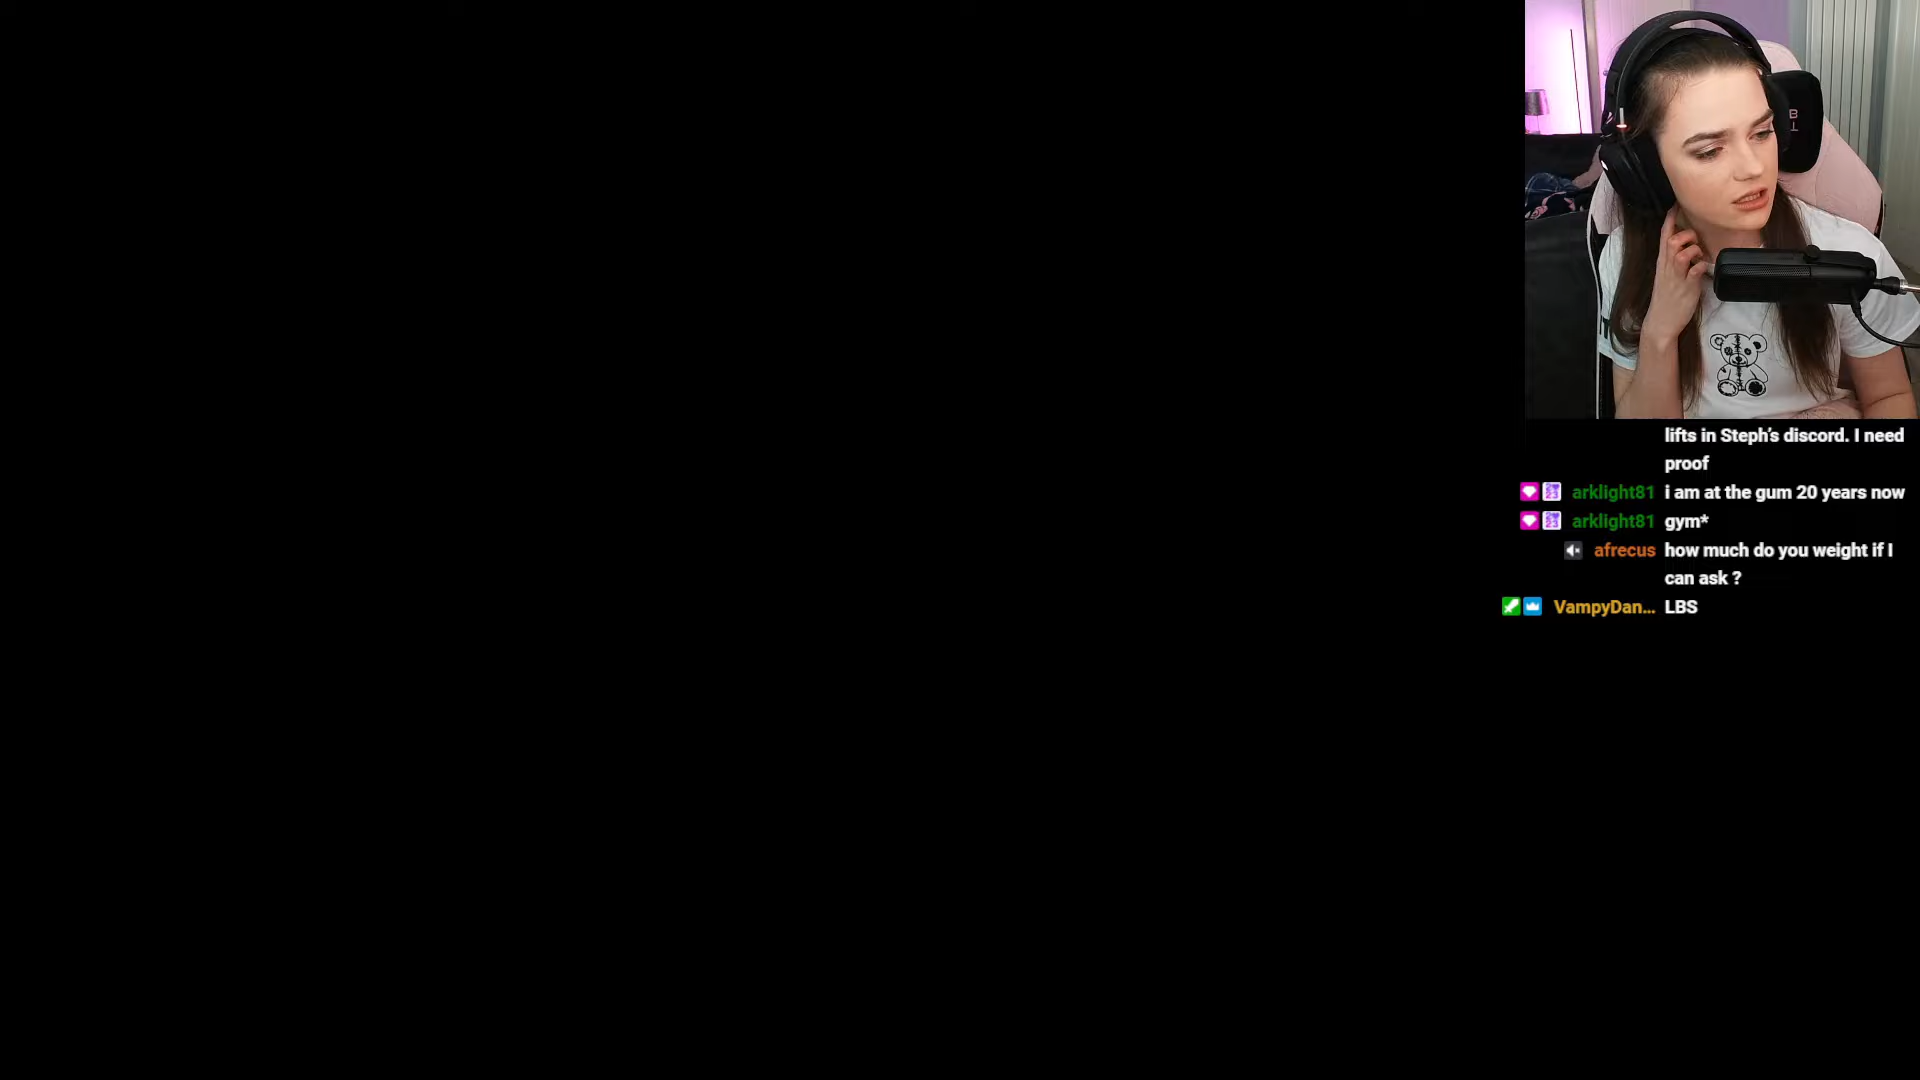 lifts in Steph's discord. I need
proof
arklight81 i am at the gum 20 years now
arklight81 gym*
afrecus how much do you weight if I
can ask ?
VampyDan... LBS